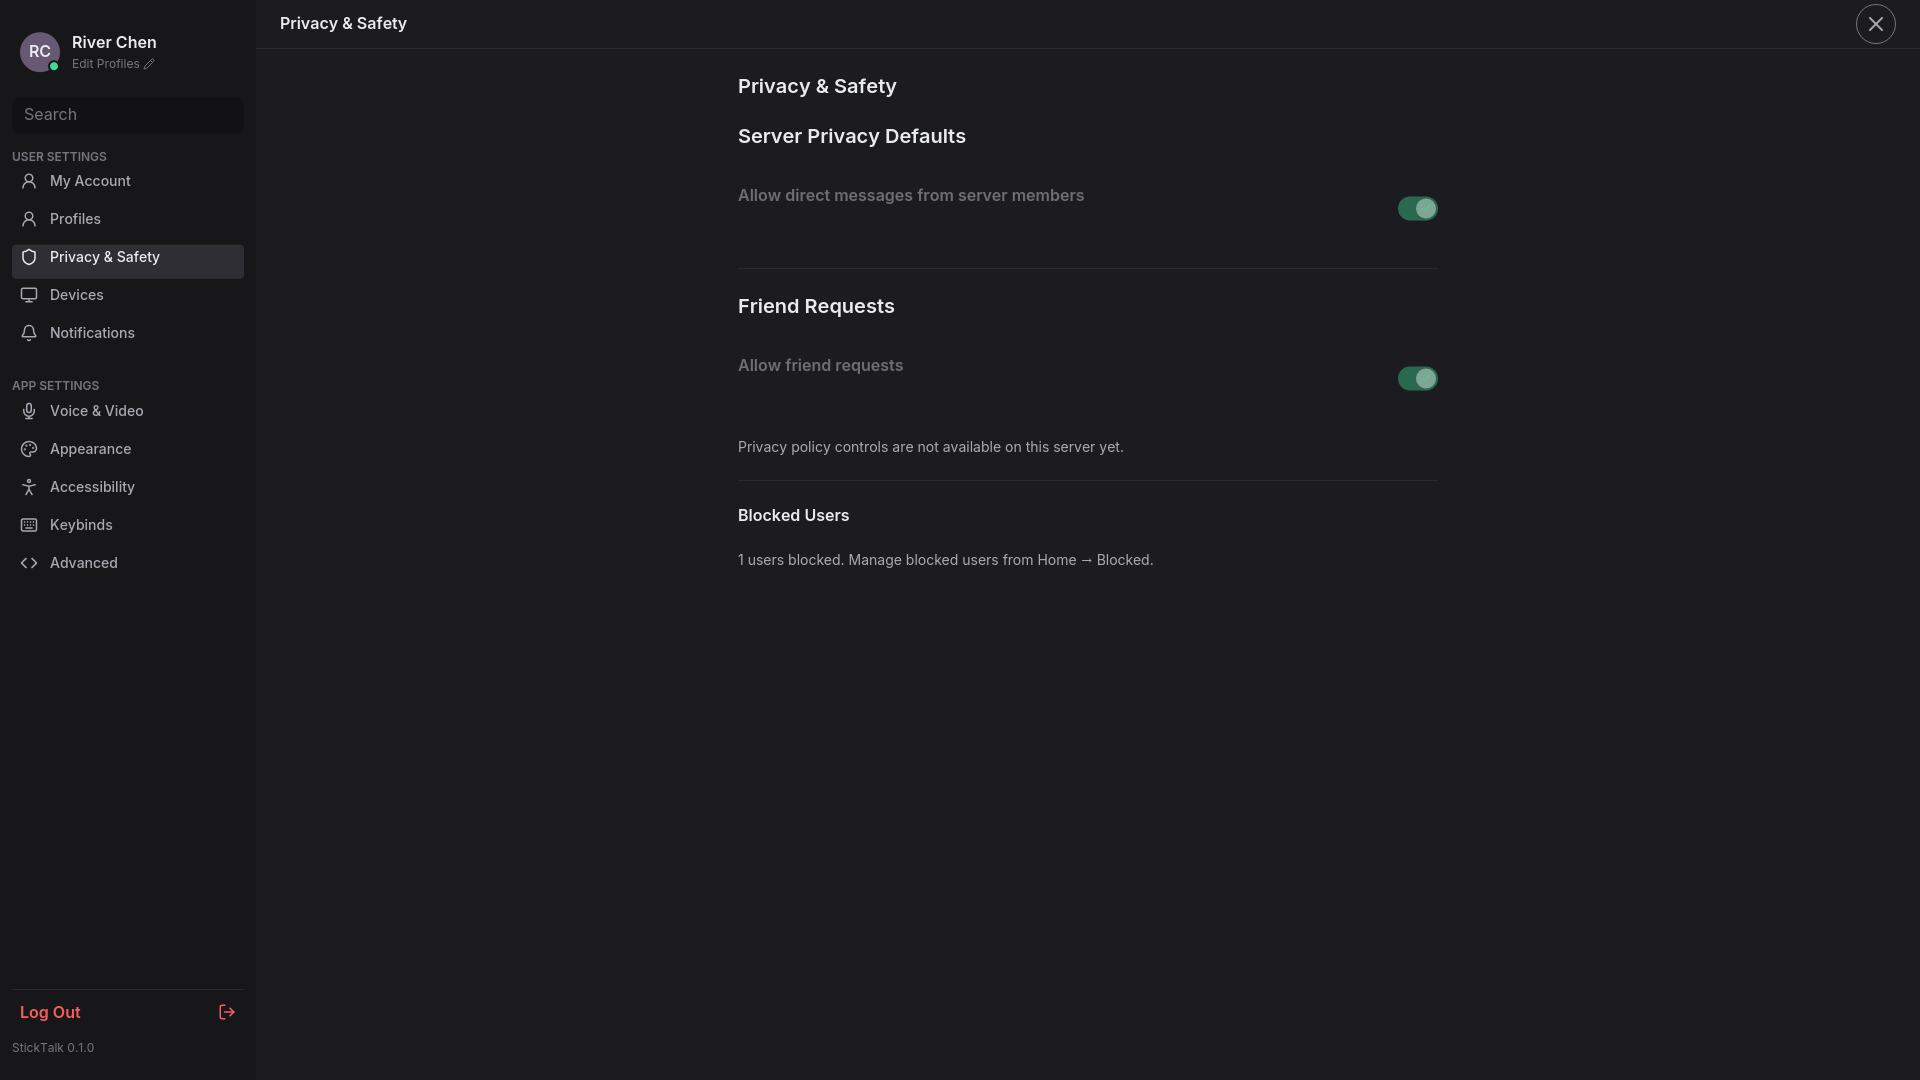 RC
River Chen
Edit Profiles
Search
USER SETTINGS
My Account
Profiles
Privacy & Safety
Devices
Notifications
APP SETTINGS
Voice & Video
Appearance
Accessibility
Keybinds
Advanced
Log Out
StickTalk 0.1.0
Privacy & Safety
Privacy & Safety
Server Privacy Defaults
Allow direct messages from server members
Friend Requests
Allow friend requests
Privacy policy controls are not available on this server yet.
Blocked Users
1 users blocked. Manage blocked users from Home → Blocked.